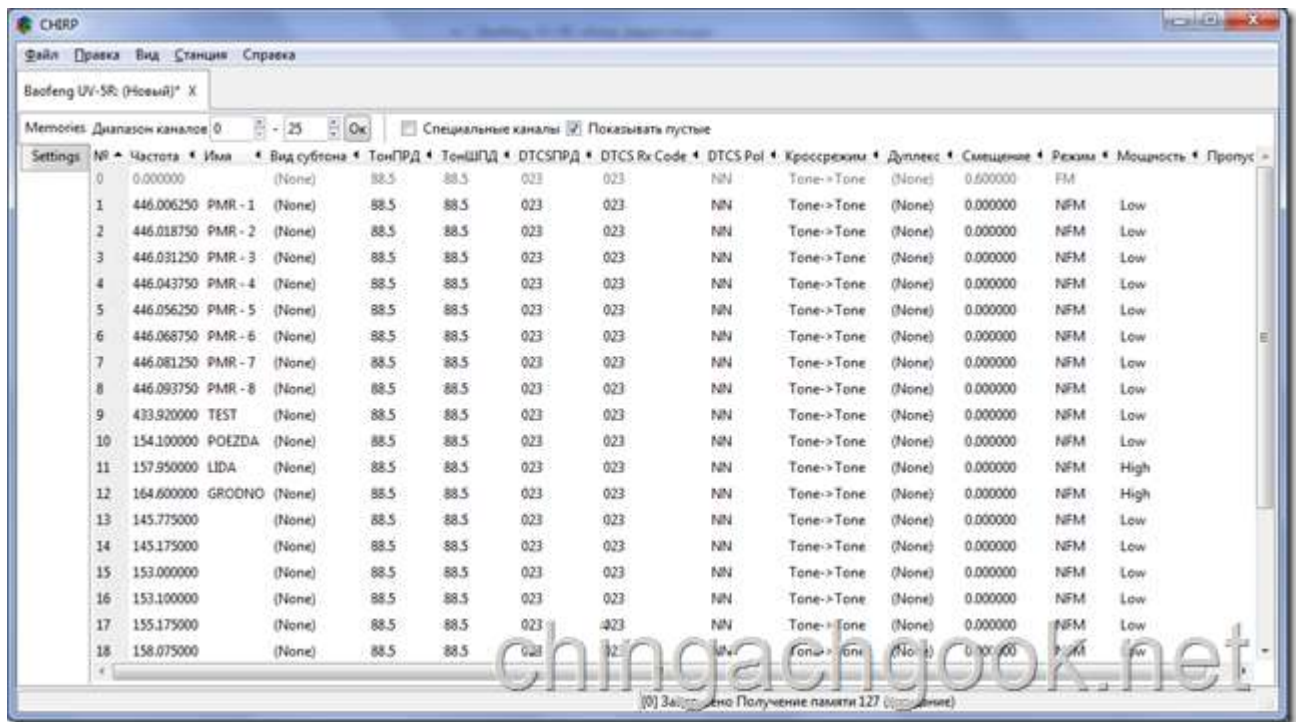 CHIRP
Файл Правка Вид Станция Справка
Baofeng UV-5R: (Новый)* X
Memories Диапазон каналов 0 - 25 Ок Специальные каналы Показывать пустые
Settings № Частота Имя Вид субтона ТонПРД ТонШПД DTCSПРД DTCS Rx Code DTCS Pol Кроссрежим Дуплекс Смещение Режим Мощность Пропус
0 0.000000 (None) 88.5 88.5 023 023 NN Tone->Tone (None) 0.600000 FM
1 446.006250 PMR - 1 (None) 88.5 88.5 023 023 NN Tone->Tone (None) 0.000000 NFM Low
2 446.018750 PMR - 2 (None) 88.5 88.5 023 023 NN Tone->Tone (None) 0.000000 NFM Low
3 446.031250 PMR - 3 (None) 88.5 88.5 023 023 NN Tone->Tone (None) 0.000000 NFM Low
4 446.043750 PMR - 4 (None) 88.5 88.5 023 023 NN Tone->Tone (None) 0.000000 NFM Low
5 446.056250 PMR - 5 (None) 88.5 88.5 023 023 NN Tone->Tone (None) 0.000000 NFM Low
6 446.068750 PMR - 6 (None) 88.5 88.5 023 023 NN Tone->Tone (None) 0.000000 NFM Low
7 446.081250 PMR - 7 (None) 88.5 88.5 023 023 NN Tone->Tone (None) 0.000000 NFM Low
8 446.093750 PMR - 8 (None) 88.5 88.5 023 023 NN Tone->Tone (None) 0.000000 NFM Low
9 433.920000 TEST (None) 88.5 88.5 023 023 NN Tone->Tone (None) 0.000000 NFM Low
10 154.100000 POEZDA (None) 88.5 88.5 023 023 NN Tone->Tone (None) 0.000000 NFM Low
11 157.950000 LIDA (None) 88.5 88.5 023 023 NN Tone->Tone (None) 0.000000 NFM High
12 164.600000 GRODNO (None) 88.5 88.5 023 023 NN Tone->Tone (None) 0.000000 NFM High
13 145.775000 (None) 88.5 88.5 023 023 NN Tone->Tone (None) 0.000000 NFM Low
14 145.175000 (None) 88.5 88.5 023 023 NN Tone->Tone (None) 0.000000 NFM Low
15 153.000000 (None) 88.5 88.5 023 023 NN Tone->Tone (None) 0.000000 NFM Low
16 153.100000 (None) 88.5 88.5 023 023 NN Tone->Tone (None) 0.000000 NFM Low
17 155.175000 (None) 88.5 88.5 023 023 NN Tone->Tone (None) 0.000000 NFM Low
18 158.075000 (None) 88.5 88.5
chingachgook.net
[0] Получение памяти 127